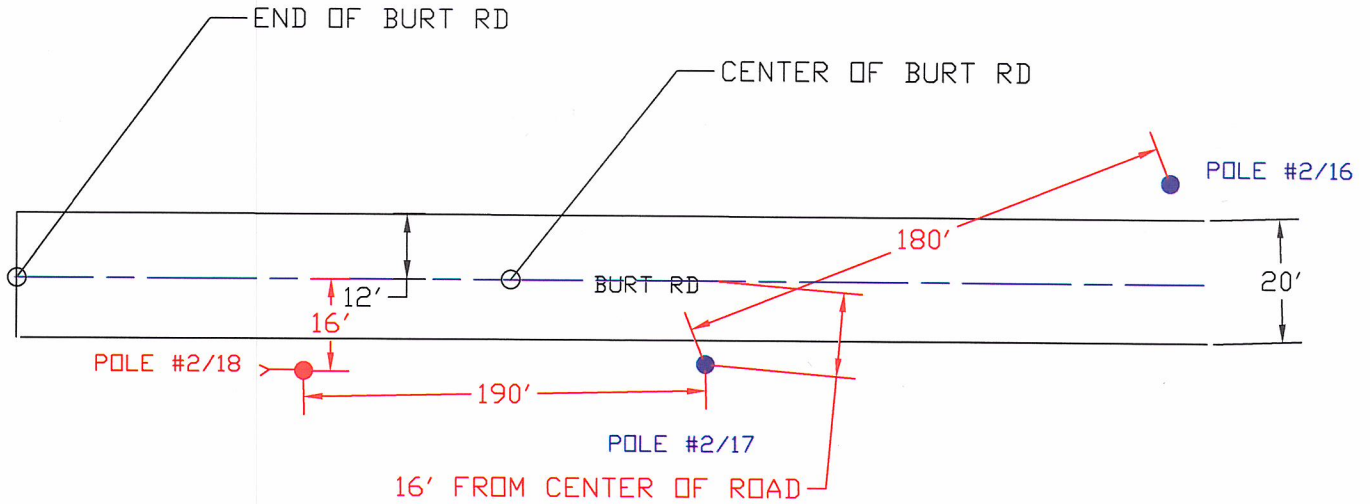 END OF BURT RD
CENTER OF BURT RD
POLE #2/16
180'
12'
BURT RD
20'
16'
POLE #2/18
190'
POLE #2/17
16' FROM CENTER OF ROAD